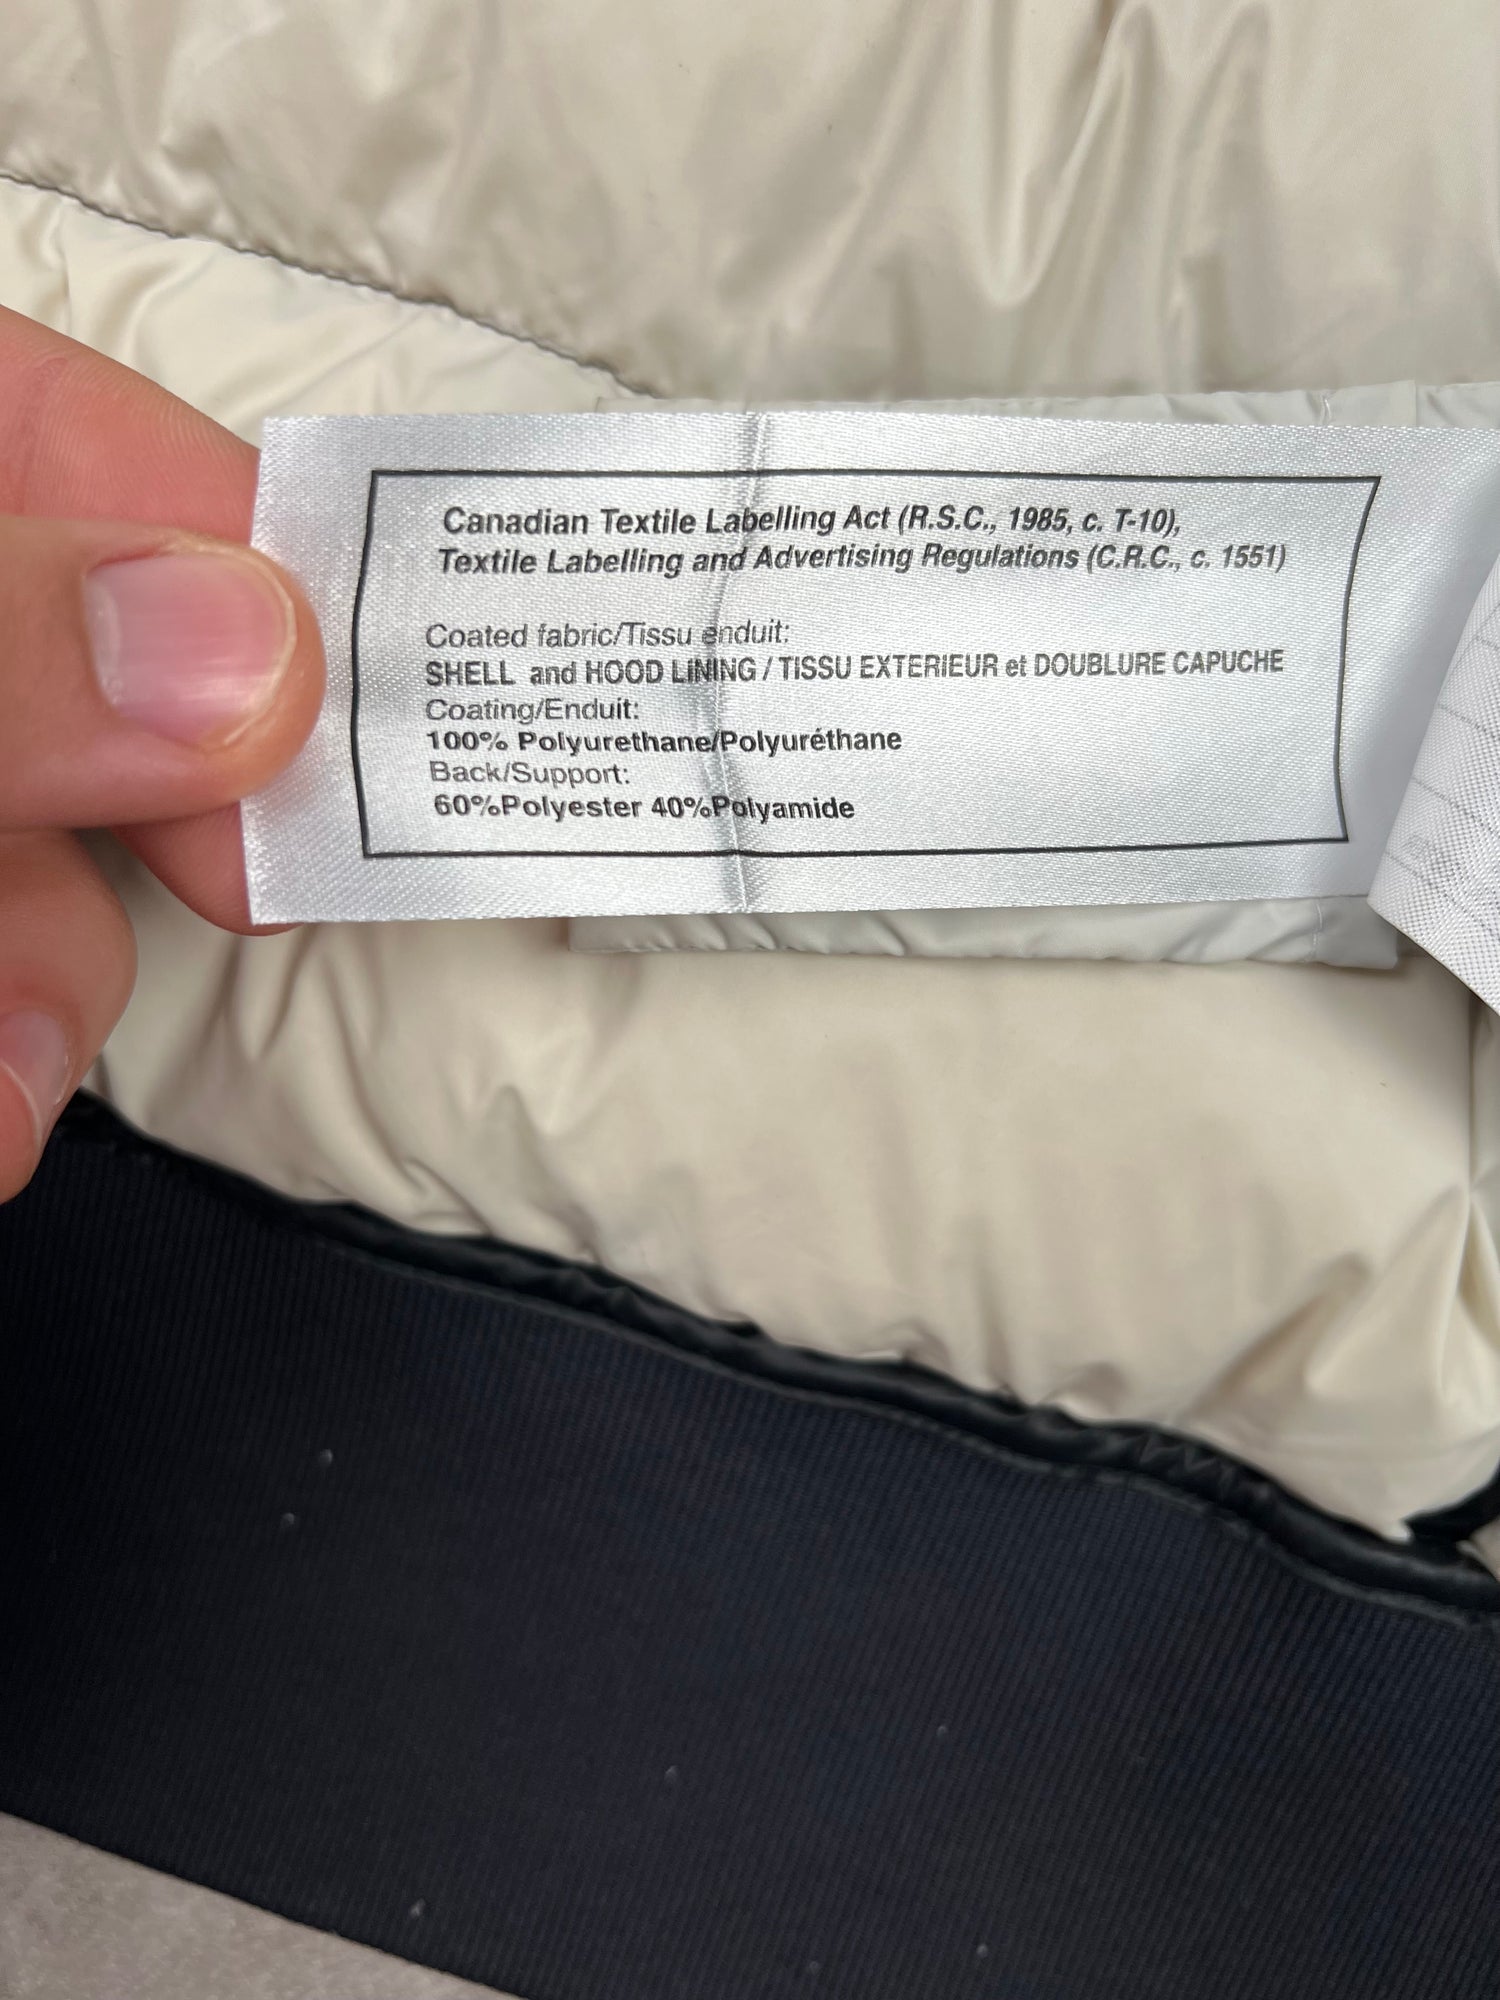 Canadian Textile Labelling Act (R.S.C., 1985, c. T-10),
Textile Labelling and Advertising Regulations (C.R.C., c. 1551)
Coated fabric/Tissu enduit:
SHELL and HOOD LINING / TISSU EXTERIEUR et DOUBLURE CAPUCHE
Coating/Enduit:
100% Polyurethane/Polyuréthane
Back/Support:
60%Polyester 40%Polyamide